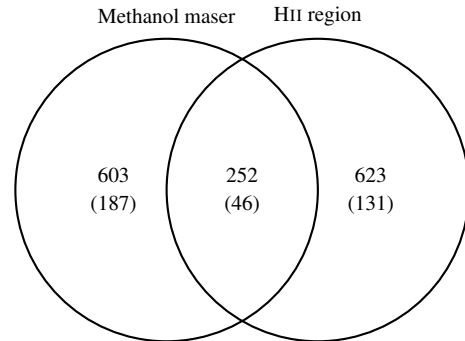 Methanol maser HII region
603 252 623
(187) (46) (131)